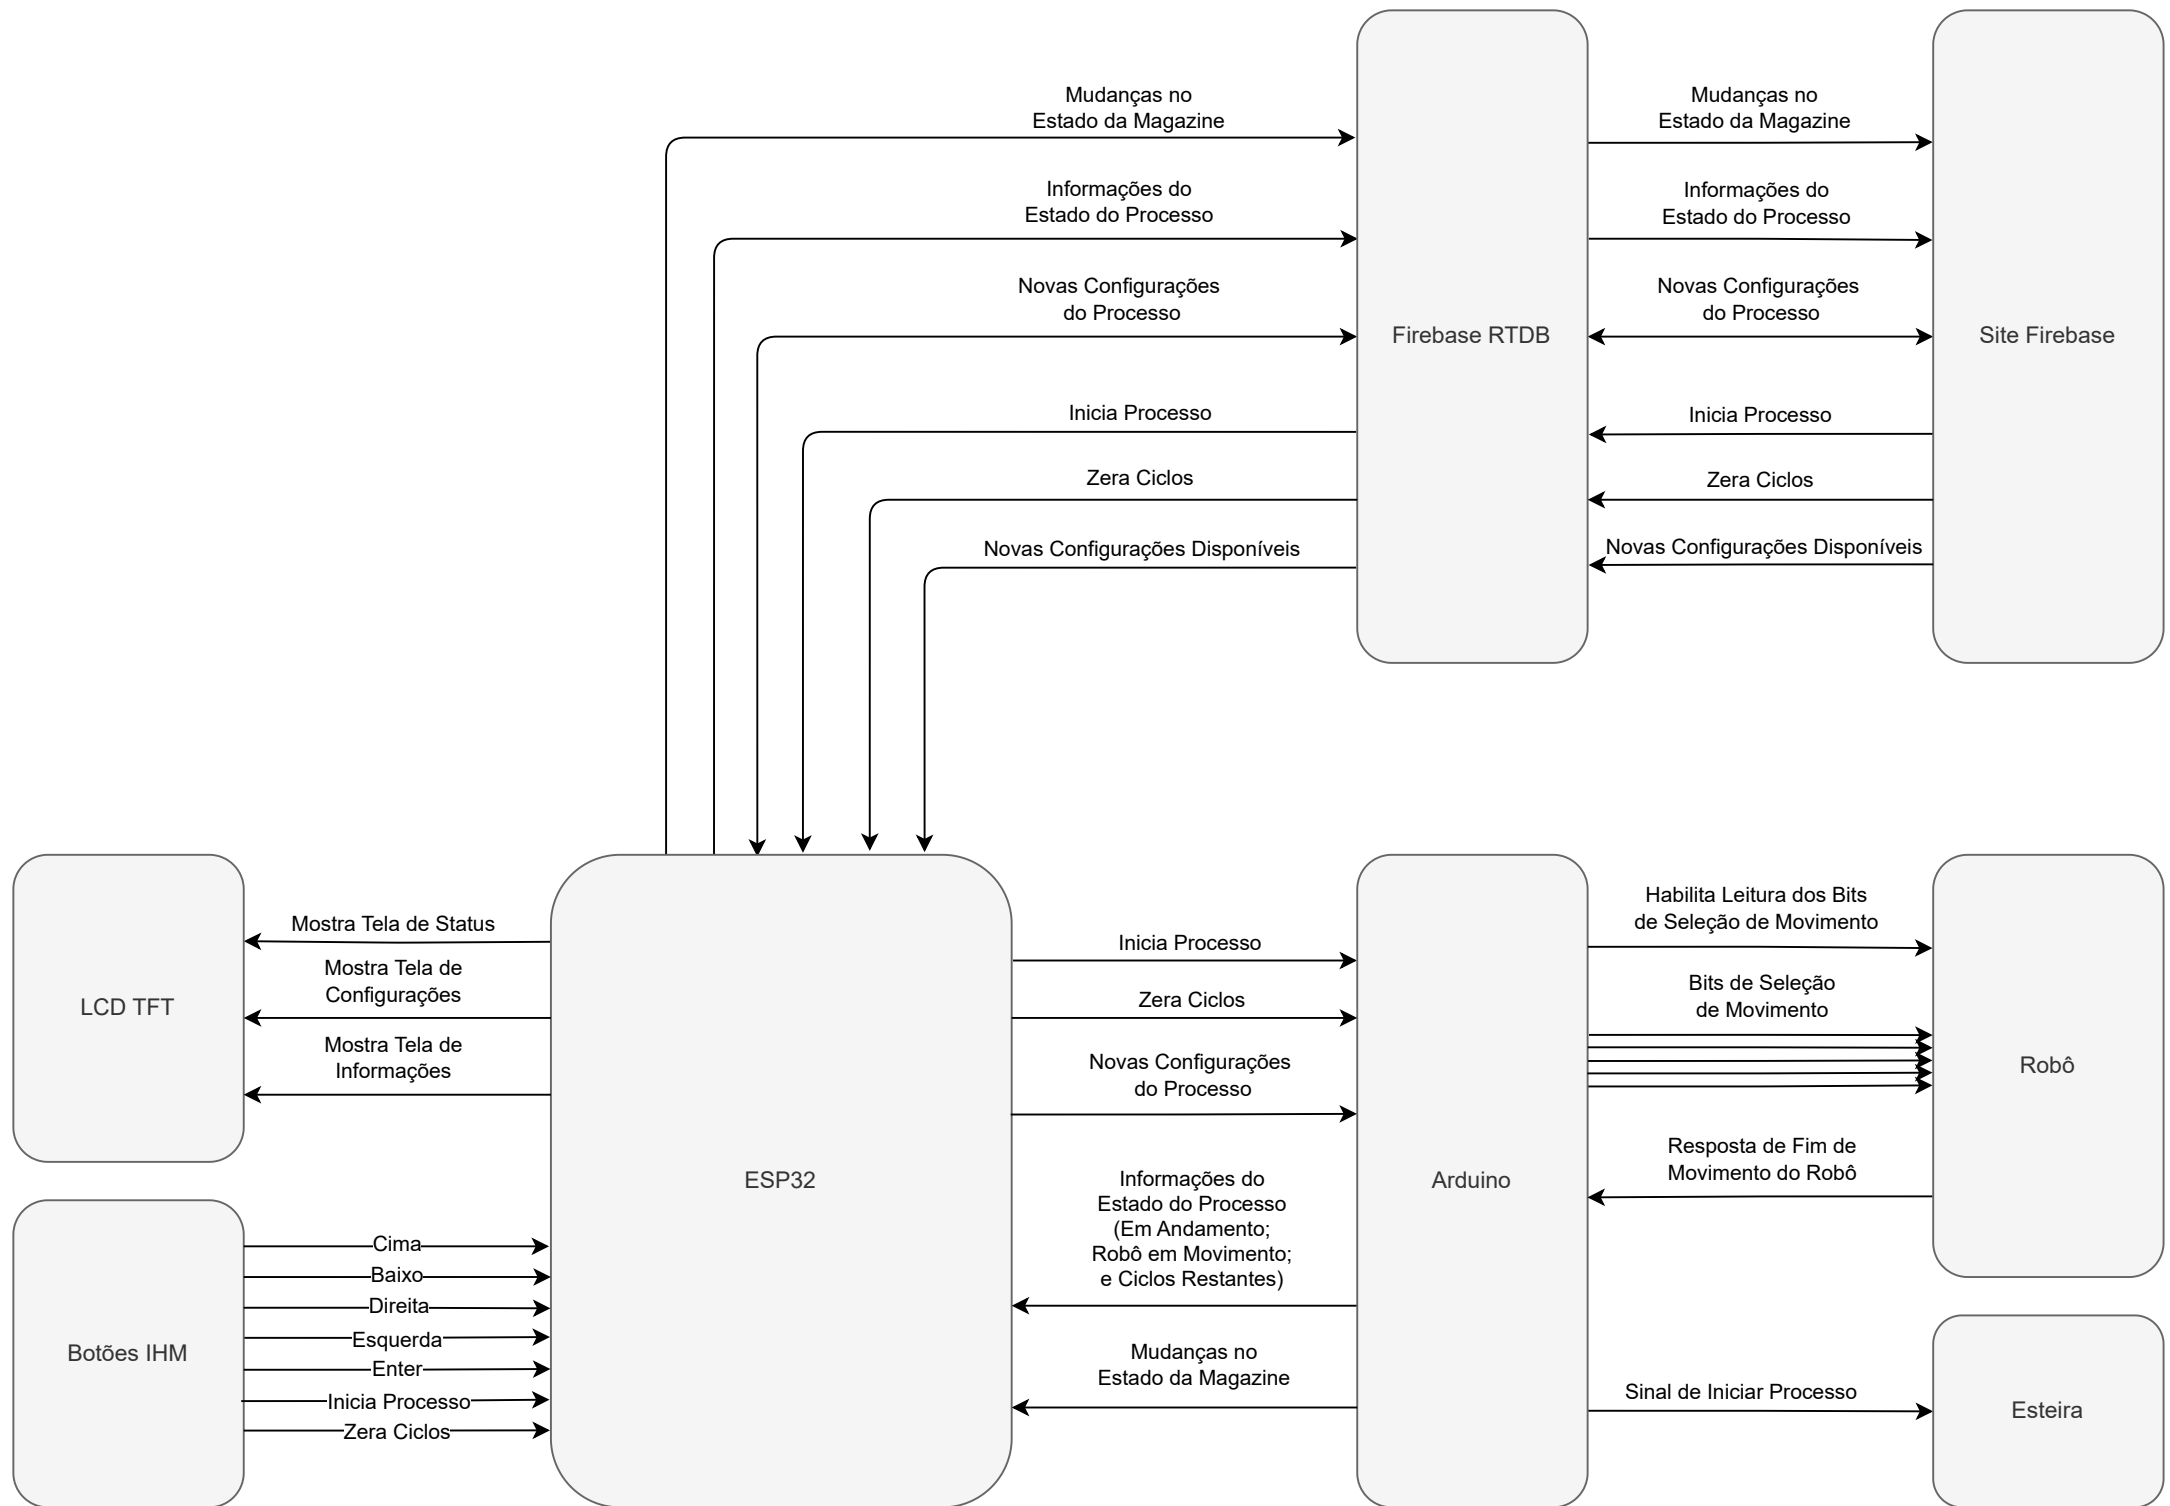 Mudanças no
Estado da Magazine
Mudanças no
Estado da Magazine
Informações do
Estado do Processo
Informações do
Estado do Processo
Novas Configurações
do Processo
Novas Configurações
do Processo
Firebase RTDB
Site Firebase
Inicia Processo
Inicia Processo
Zera Ciclos
Zera Ciclos
Novas Configurações Disponíveis
Novas Configurações Disponíveis
LCD TFT
Mostra Tela de Status
Mostra Tela de
Configurações
Mostra Tela de
Informações
Botões IHM
Cima
Baixo
Direita
Esquerda
Enter
Inicia Processo
Zera Ciclos
ESP32
Inicia Processo
Zera Ciclos
Novas Configurações
do Processo
Informações do
Estado do Processo
(Em Andamento;
Robô em Movimento;
e Ciclos Restantes)
Mudanças no
Estado da Magazine
Arduino
Habilita Leitura dos Bits
de Seleção de Movimento
Bits de Seleção
de Movimento
Resposta de Fim de
Movimento do Robô
Robô
Sinal de Iniciar Processo
Esteira